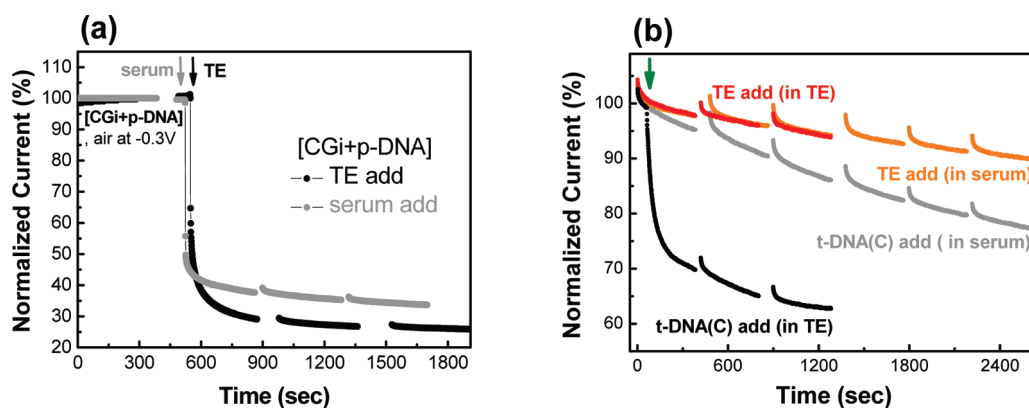 (a)
serum
TE
[CGi+p-DNA]
, air at -0.3V
[CGi+p-DNA]
TE add
serum add
Normalized Current (%)
110
100
90
80
70
60
50
40
30
20
0 300 600 900 1200 1500 1800
Time (sec)
(b)
TE add (in TE)
TE add (in serum)
t-DNA(C) add ( in serum)
t-DNA(C) add (in TE)
Normalized Current (%)
100
90
80
70
60
0 600 1200 1800 2400
Time (sec)